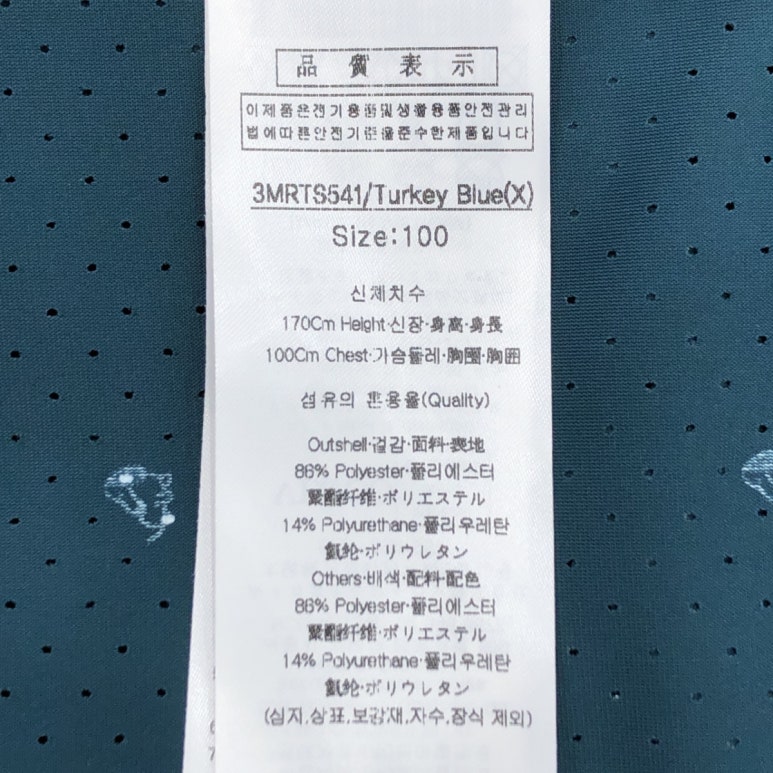 品 質 表 示
이제품은전기용품및생활용품안전관리
법에따른안전기준을준수한제품입니다
3MRTS541/Turkey Blue(X)
Size:100
신체치수
170Cm Height·신장·身高·身長
100Cm Chest·가슴둘레·胸圍·胸囲
섬유의 혼용율(Quality)
Outshell·겉감·面料·表地
86% Polyester·폴리에스터
聚酯纤维·ポリエステル
14% Polyurethane·폴리우레탄
氨纶·ポリウレタン
Others·배색·配料·配色
86% Polyester·폴리에스터
聚酯纤维·ポリエステル
14% Polyurethane·폴리우레탄
氨纶·ポリウレタン
(심지,상표,보강재,자수,장식 제외)